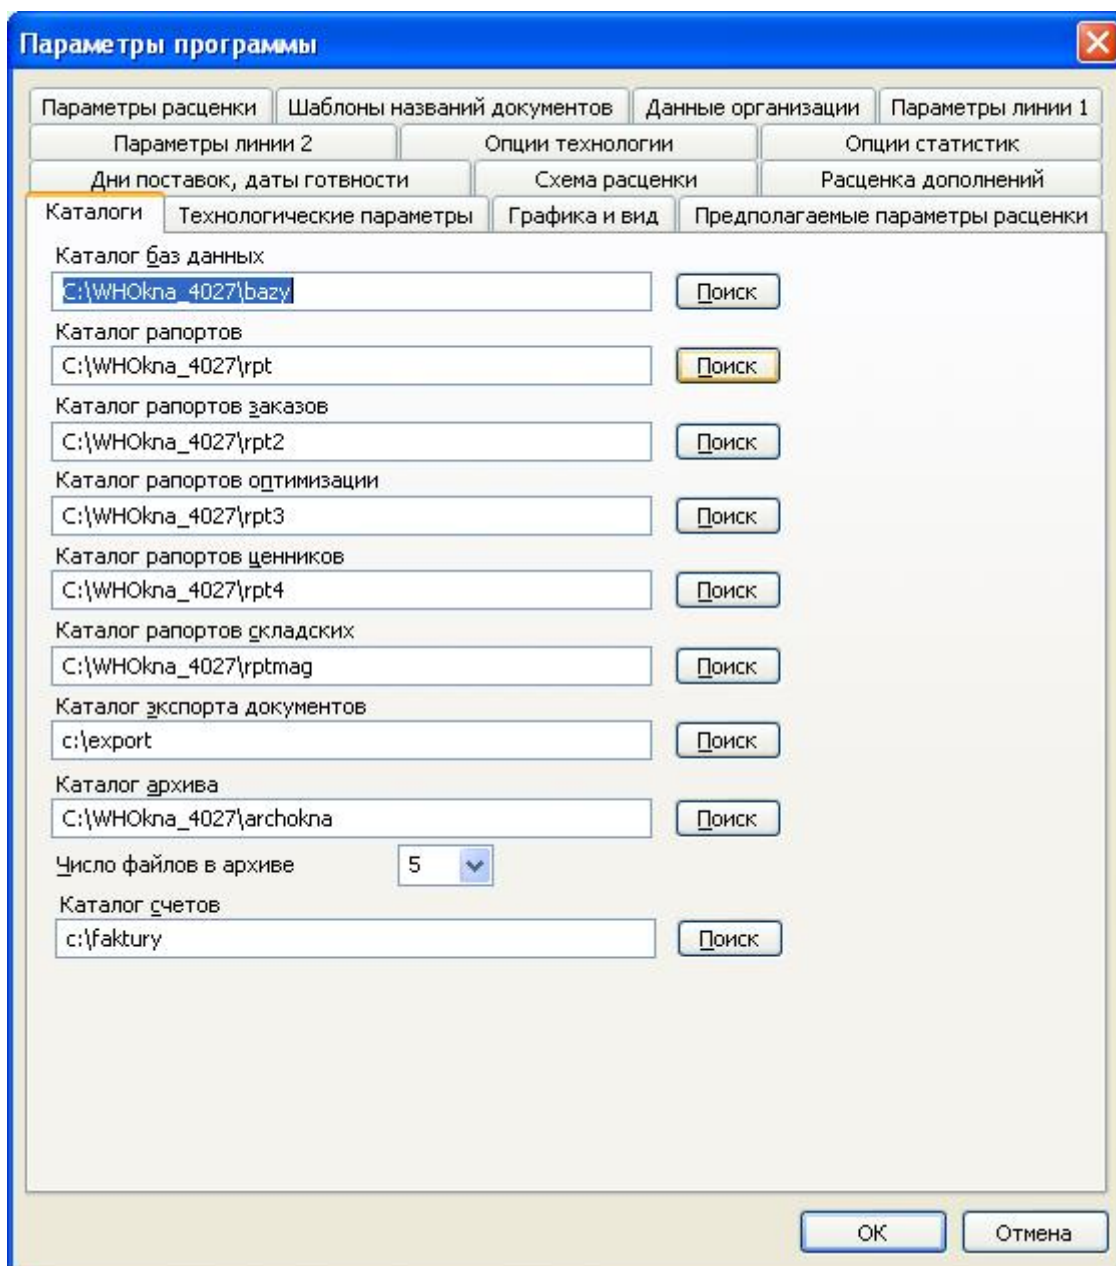 Параметры программы
Параметры расценки Шаблоны названий документов Данные организации Параметры линии 1
Параметры линии 2 Опции технологии Опции статистик
Дни поставок, даты готвности Схема расценки Расценка дополнений
Каталоги Технологические параметры Графика и вид Предполагаемые параметры расценки
Каталог баз данных
C:\WHOkna_4027\bazy Поиск
Каталог рапортов
C:\WHOkna_4027\rpt Поиск
Каталог рапортов заказов
C:\WHOkna_4027\rpt2 Поиск
Каталог рапортов оптимизации
C:\WHOkna_4027\rpt3 Поиск
Каталог рапортов ценников
C:\WHOkna_4027\rpt4 Поиск
Каталог рапортов складских
C:\WHOkna_4027\rptmag Поиск
Каталог экспорта документов
c:\export Поиск
Каталог архива
C:\WHOkna_4027\archokna Поиск
Число файлов в архиве 5
Каталог счетов
c:\faktury Поиск
ОК Отмена